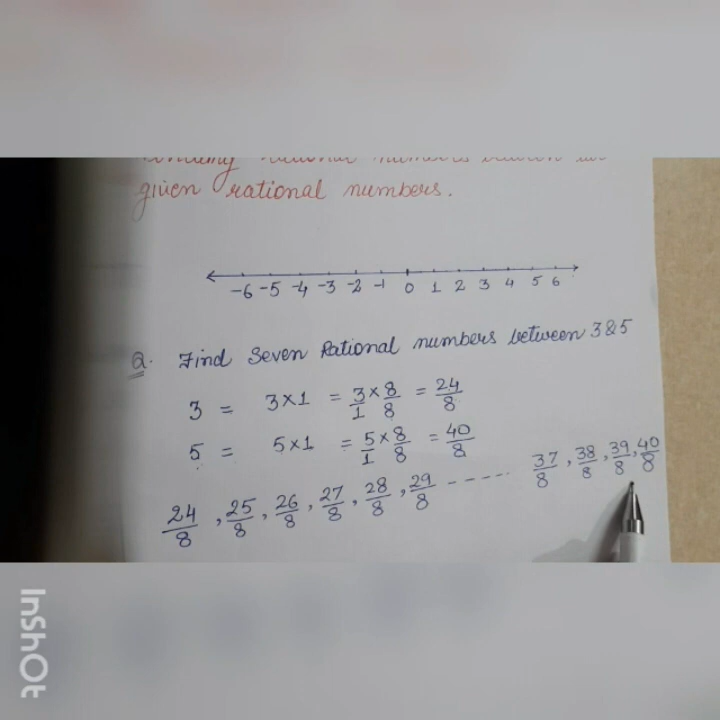 given rational numbers.
-6 -5 -4 -3 -2 -1 0 1 2 3 4 5 6
Q. Find Seven Rational numbers between 3 & 5
3 = 3×1 = 3/1 × 8/8 = 24/8
5 = 5×1 = 5/1 × 8/8 = 40/8
24/8, 25/8, 26/8, 27/8, 28/8, 29/8 ----- 37/8, 38/8, 39/8, 40/8
InShOt